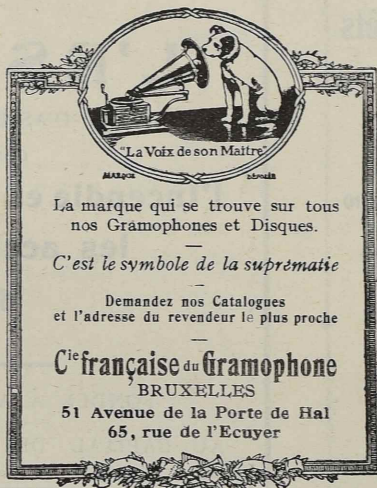 "La Voix de son Maître"
MARQUE DÉPOSÉE
La marque qui se trouve sur tous
nos Gramophones et Disques.
C'est le symbole de la suprématie
Demandez nos Catalogues
et l'adresse du revendeur le plus proche
Cie française du Gramophone
BRUXELLES
51 Avenue de la Porte de Hal
65, rue de l'Ecuyer